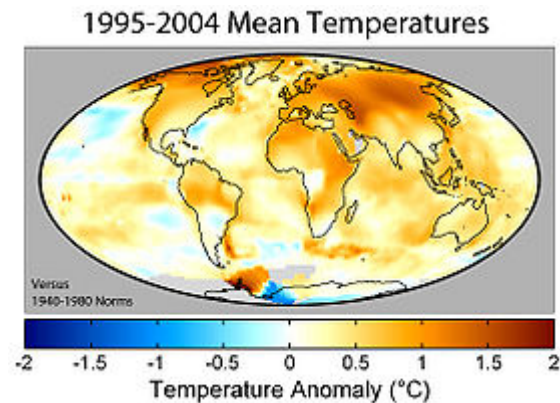 1995-2004 Mean Temperatures
Versus
1940-1980 Norms
-2 -1.5 -1 -0.5 0 0.5 1 1.5 2
Temperature Anomaly (°C)